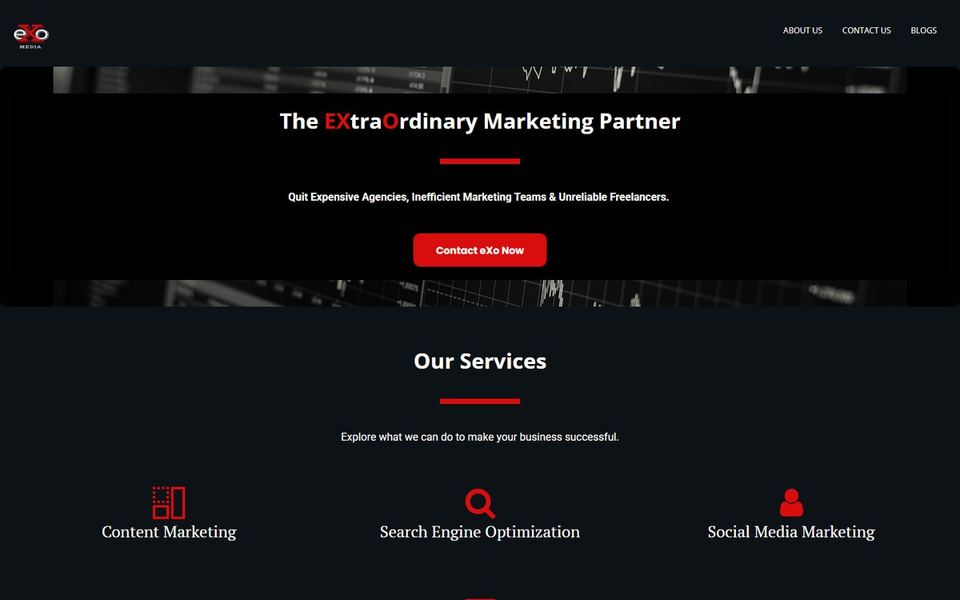 eXo
MEDIA
ABOUT US
CONTACT US
BLOGS
The EXtraOrdinary Marketing Partner
Quit Expensive Agencies, Inefficient Marketing Teams & Unreliable Freelancers.
Contact eXo Now
Our Services
Explore what we can do to make your business successful.
Content Marketing
Search Engine Optimization
Social Media Marketing